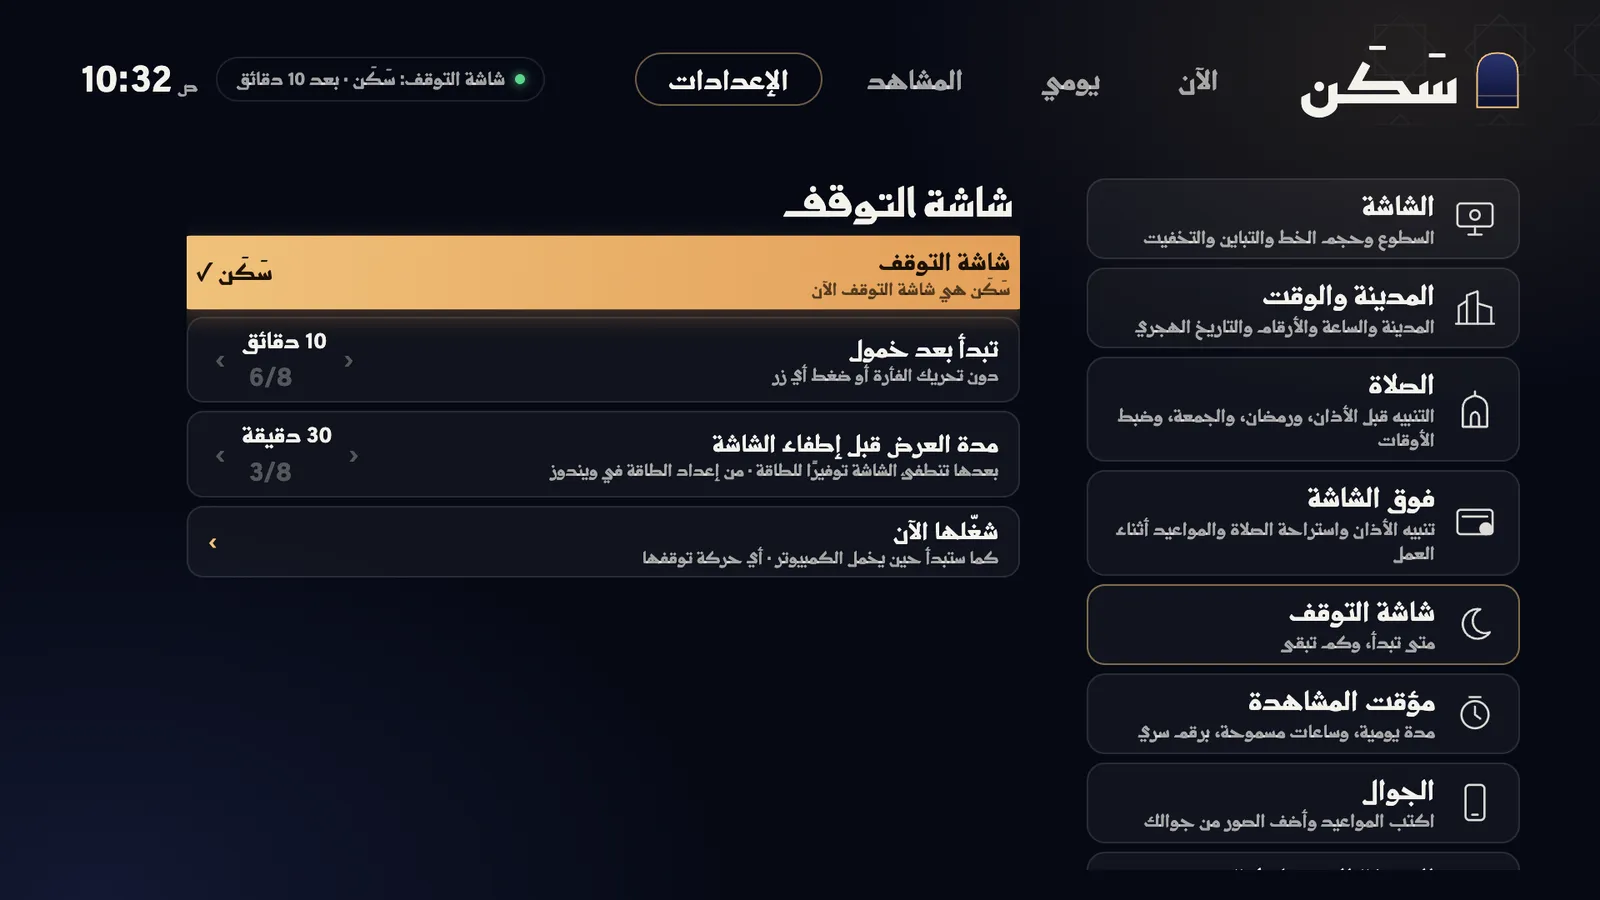 سَكَن
الآن
يومي
المشاهد
الإعدادات
شاشة التوقف: سَكَن · بعد 10 دقائق
10:32 ص
الشاشة
السطوع وحجم الخط والتباين والتخفيت
المدينة والوقت
المدينة والساعة والأرقام والتاريخ الهجري
الصلاة
التنبيه قبل الأذان، ورمضان، والجمعة، وضبط
الأوقات
فوق الشاشة
تنبيه الأذان واستراحة الصلاة والمواعيد أثناء
العمل
شاشة التوقف
متى تبدأ، وكم تبقى
مؤقت المشاهدة
مدة يومية، وساعات مسموحة، برقم سري
الجوال
اكتب المواعيد وأضف الصور من جوالك
شاشة التوقف
شاشة التوقف
سَكَن هي شاشة التوقف الآن
سَكَن ✓
تبدأ بعد خمول
دون تحريك الفأرة أو ضغط أي زر
10 دقائق
6/8
مدة العرض قبل إطفاء الشاشة
بعدها تنطفئ الشاشة توفيرًا للطاقة · من إعداد الطاقة في ويندوز
30 دقيقة
3/8
شغّلها الآن
كما ستبدأ حين يخمل الكمبيوتر · أي حركة توقفها